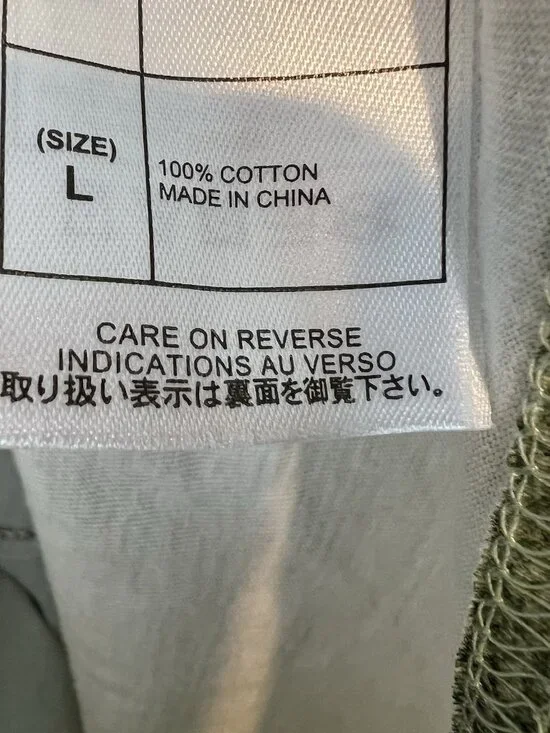 (SIZE)
L
100% COTTON
MADE IN CHINA
CARE ON REVERSE
INDICATIONS AU VERSO
取り扱い表示は裏面を御覧下さい。